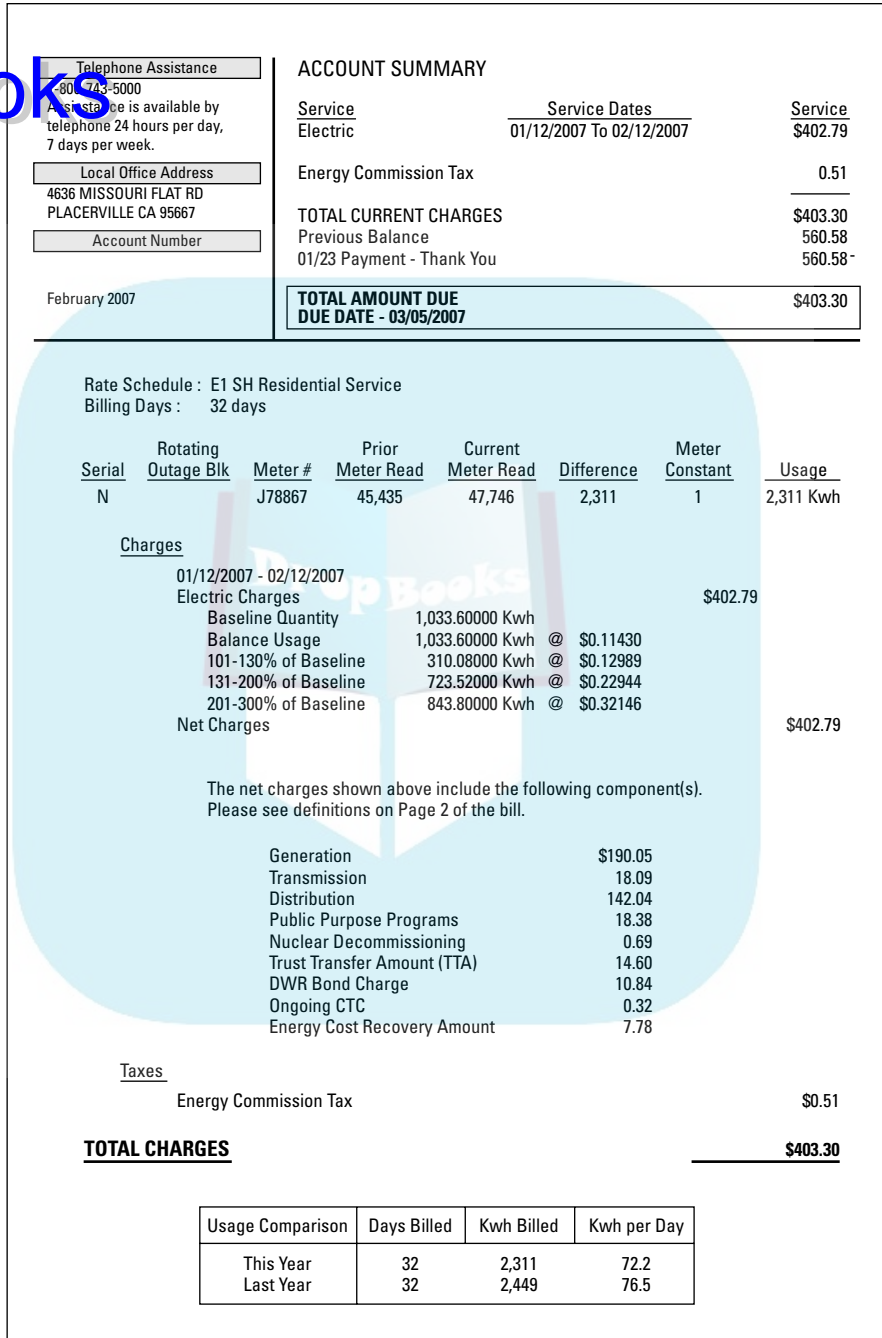 oks
Telephone Assistance
-800-743-5000
Assistance is available by
telephone 24 hours per day,
7 days per week.
Local Office Address
4636 MISSOURI FLAT RD
PLACERVILLE CA 95667
Account Number
February 2007
ACCOUNT SUMMARY
Service Service Dates Service
Electric 01/12/2007 To 02/12/2007 $402.79
Energy Commission Tax 0.51
TOTAL CURRENT CHARGES $403.30
Previous Balance 560.58
01/23 Payment - Thank You 560.58-
TOTAL AMOUNT DUE $403.30
DUE DATE - 03/05/2007
Rate Schedule : E1 SH Residential Service
Billing Days : 32 days
Rotating Prior Current Meter
Serial Outage Blk Meter # Meter Read Meter Read Difference Constant Usage
N J78867 45,435 47,746 2,311 1 2,311 Kwh
Charges
01/12/2007 - 02/12/2007
Electric Charges $402.79
Baseline Quantity 1,033.60000 Kwh
Balance Usage 1,033.60000 Kwh @ $0.11430
101-130% of Baseline 310.08000 Kwh @ $0.12989
131-200% of Baseline 723.52000 Kwh @ $0.22944
201-300% of Baseline 843.80000 Kwh @ $0.32146
Net Charges $402.79
Drop Books
The net charges shown above include the following component(s).
Please see definitions on Page 2 of the bill.
Generation $190.05
Transmission 18.09
Distribution 142.04
Public Purpose Programs 18.38
Nuclear Decommissioning 0.69
Trust Transfer Amount (TTA) 14.60
DWR Bond Charge 10.84
Ongoing CTC 0.32
Energy Cost Recovery Amount 7.78
Taxes
Energy Commission Tax $0.51
TOTAL CHARGES $403.30
Usage Comparison Days Billed Kwh Billed Kwh per Day
This Year 32 2,311 72.2
Last Year 32 2,449 76.5